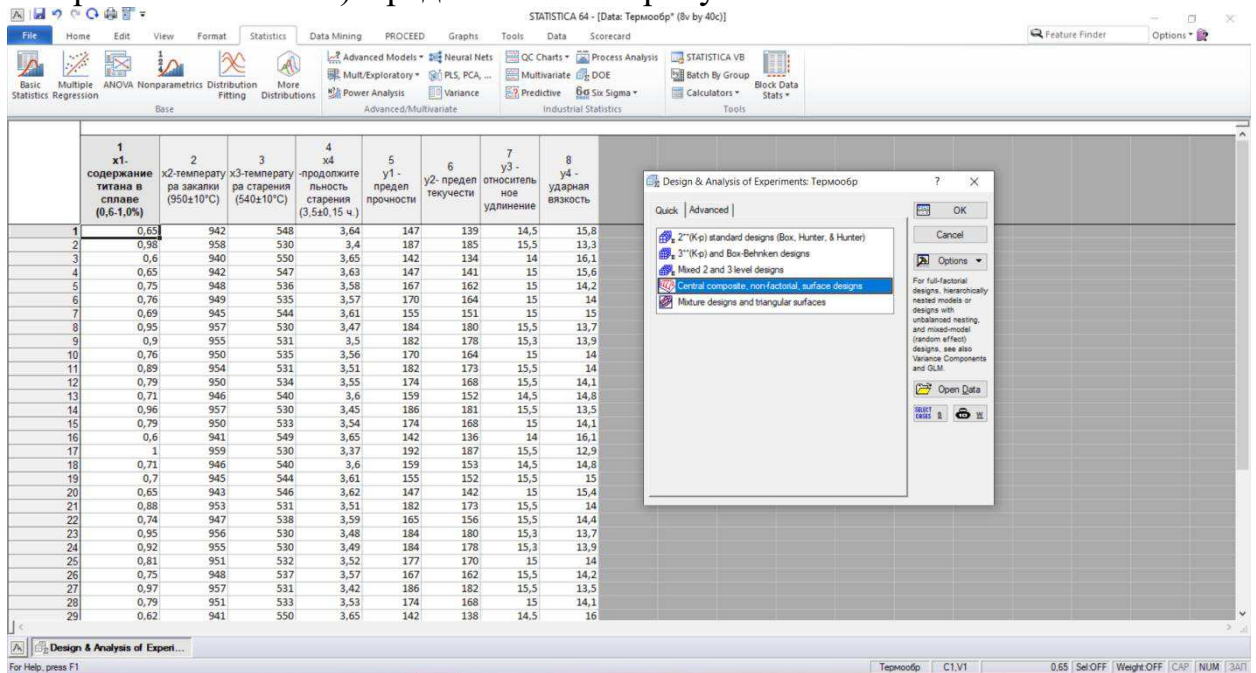 STATISTICA 64 - [Data: Термообр* (8v by 40c)]
File Home Edit View Format Statistics Data Mining PROCEED Graphs Tools Data Scorecard Feature Finder Options
Basic Statistics Multiple Regression ANOVA Nonparametrics Distribution Fitting More Distributions
Base
Advanced Models Neural Nets
Mult/Exploratory PLS, PCA, ...
Power Analysis Variance
Advanced/Multivariate
QC Charts Process Analysis
Multivariate DOE
Predictive 6σ Six Sigma
Industrial Statistics
STATISTICA VB
Batch By Group
Calculators
Block Data Stats
Tools
1 x1- содержание титана в сплаве (0,6-1,0%)
2 x2-температу ра закалки (950±10°C)
3 x3-температу ра старения (540±10°C)
4 x4 -продолжите льность старения (3,5±0,15 ч.)
5 y1 - предел прочности
6 y2- предел текучести
7 y3 - относитель ное удлинение
8 y4 - ударная вязкость
1 0,65 942 548 3,64 147 139 14,5 15,8
2 0,98 958 530 3,4 187 185 15,5 13,3
3 0,6 940 550 3,65 142 134 14 16,1
4 0,65 942 547 3,63 147 141 15 15,6
5 0,75 948 536 3,58 167 162 15 14,2
6 0,76 949 535 3,57 170 164 15 14
7 0,69 945 544 3,61 155 151 15 15
8 0,95 957 530 3,47 184 180 15,5 13,7
9 0,9 955 531 3,5 182 178 15,3 13,9
10 0,76 950 535 3,56 170 164 15 14
11 0,89 954 531 3,51 182 173 15,5 14
12 0,79 950 534 3,55 174 168 15,5 14,1
13 0,71 946 540 3,6 159 152 14,5 14,8
14 0,96 957 530 3,45 186 181 15,5 13,5
15 0,79 950 533 3,54 174 168 15 14,1
16 0,6 941 549 3,65 142 136 14 16,1
17 1 959 530 3,37 192 187 15,5 12,9
18 0,71 946 540 3,6 159 153 14,5 14,8
19 0,7 945 544 3,61 155 152 15,5 15
20 0,65 943 546 3,62 147 142 15 15,4
21 0,88 953 531 3,51 182 173 15,5 14
22 0,74 947 538 3,59 165 156 15,5 14,4
23 0,95 956 530 3,48 184 180 15,3 13,7
24 0,92 955 530 3,49 184 178 15,3 13,9
25 0,81 951 532 3,52 177 170 15 14
26 0,75 948 537 3,57 167 162 15,5 14,2
27 0,97 957 531 3,42 186 182 15,5 13,5
28 0,79 951 533 3,53 174 168 15 14,1
29 0,62 941 550 3,65 142 138 14,5 16
Design & Analysis of Experiments: Термообр ? ×
Quick Advanced
2**(K-p) standard designs (Box, Hunter, & Hunter)
3**(K-p) and Box-Behnken designs
Mixed 2 and 3 level designs
Central composite, non-factorial, surface designs
Mixture designs and triangular surfaces
OK
Cancel
Options
For full-factorial
designs, hierarchically
nested models or
designs with
unbalanced nesting,
and mixed-model
(random effect)
designs, see also
Variance Components
and GLM.
Open Data
SELECT CASES S W
Design & Analysis of Experi...
For Help, press F1 Термообр C1,V1 0,65 Sel:OFF Weight:OFF CAP NUM ЗАП